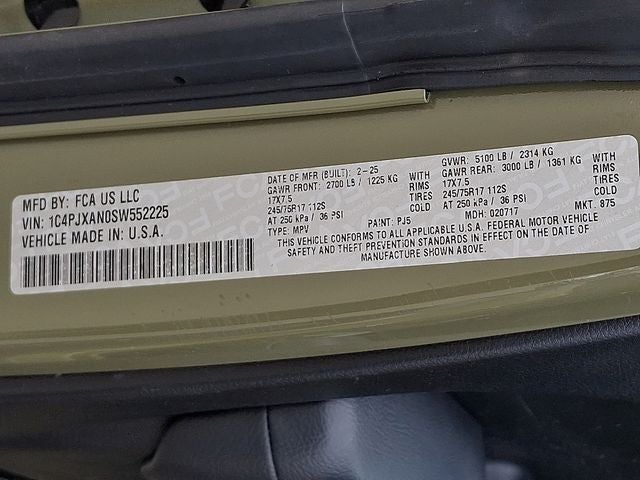 MFD BY: FCA US LLC
VIN: 1C4PJXAN0SW552225
VEHICLE MADE IN: U.S.A.
DATE OF MFR (BUILT): 2-25
GAWR FRONT: 2700 LB / 1225 KG WITH
17X7.5 RIMS
245/75R17 112S TIRES
AT 250 kPa / 36 PSI COLD
TYPE: MPV PAINT: PJ5
GVWR: 5100 LB / 2314 KG
GAWR REAR: 3000 LB / 1361 KG WITH
17X7.5 RIMS
245/75R17 112S TIRES
AT 250 kPa / 36 PSI COLD
MDH: 020717 MKT. 875
THIS VEHICLE CONFORMS TO ALL APPLICABLE U.S.A. FEDERAL MOTOR VEHICLE
SAFETY AND THEFT PREVENTION STANDARDS IN EFFECT ON THE DATE OF
MANUFACTURE SHOWN ABOVE.